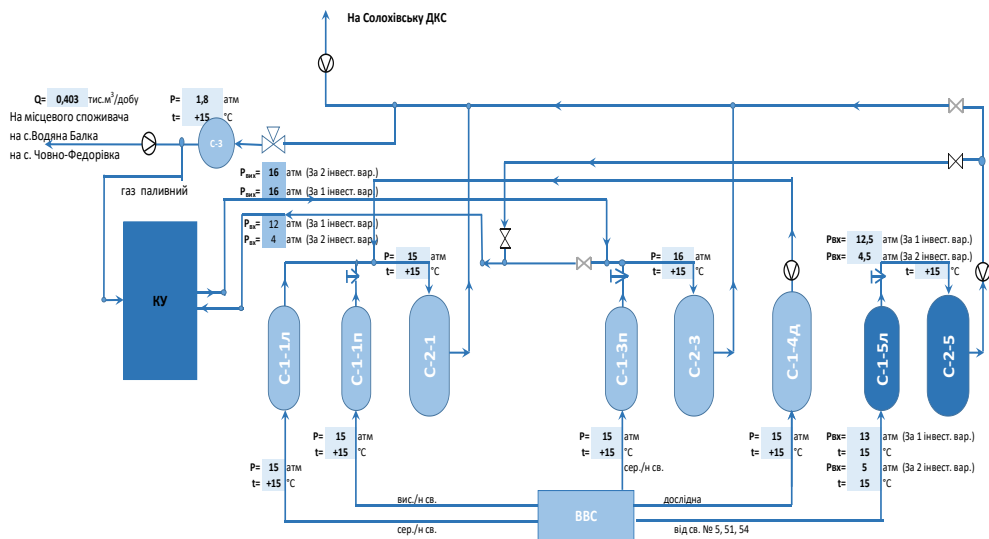 На Солохівську ДКС
Q= 0,403 тис.м³/добу
P= 1,8 атм
t= +15 °C
На місцевого споживача
на с.Водяна Балка
на с. Човно-Федорівка
С-3
газ паливний
Pвих= 16 атм (За 2 інвест. вар.)
Pвих= 16 атм (За 1 інвест. вар.)
Pвх= 12 атм (За 1 інвест. вар.)
Pвх= 4 атм (За 2 інвест. вар.)
P= 15 атм
t= +15 °C
P= 16 атм
t= +15 °C
Pвх= 12,5 атм (За 1 інвест. вар.)
Pвх= 4,5 атм (За 2 інвест. вар.)
t= +15 °C
КУ
С-1-1л
С-1-1п
С-2-1
С-1-3п
С-2-3
С-1-4д
С-1-5л
С-2-5
P= 15 атм
t= +15 °C
P= 15 атм
t= +15 °C
сер./н св.
P= 15 атм
t= +15 °C
Pвх= 13 атм (За 1 інвест. вар.)
t= 15 °C
Pвх= 5 атм (За 2 інвест. вар.)
t= 15 °C
P= 15 атм
t= +15 °C
вис./н св.
дослідна
ВВС
сер./н св.
від св. № 5, 51, 54